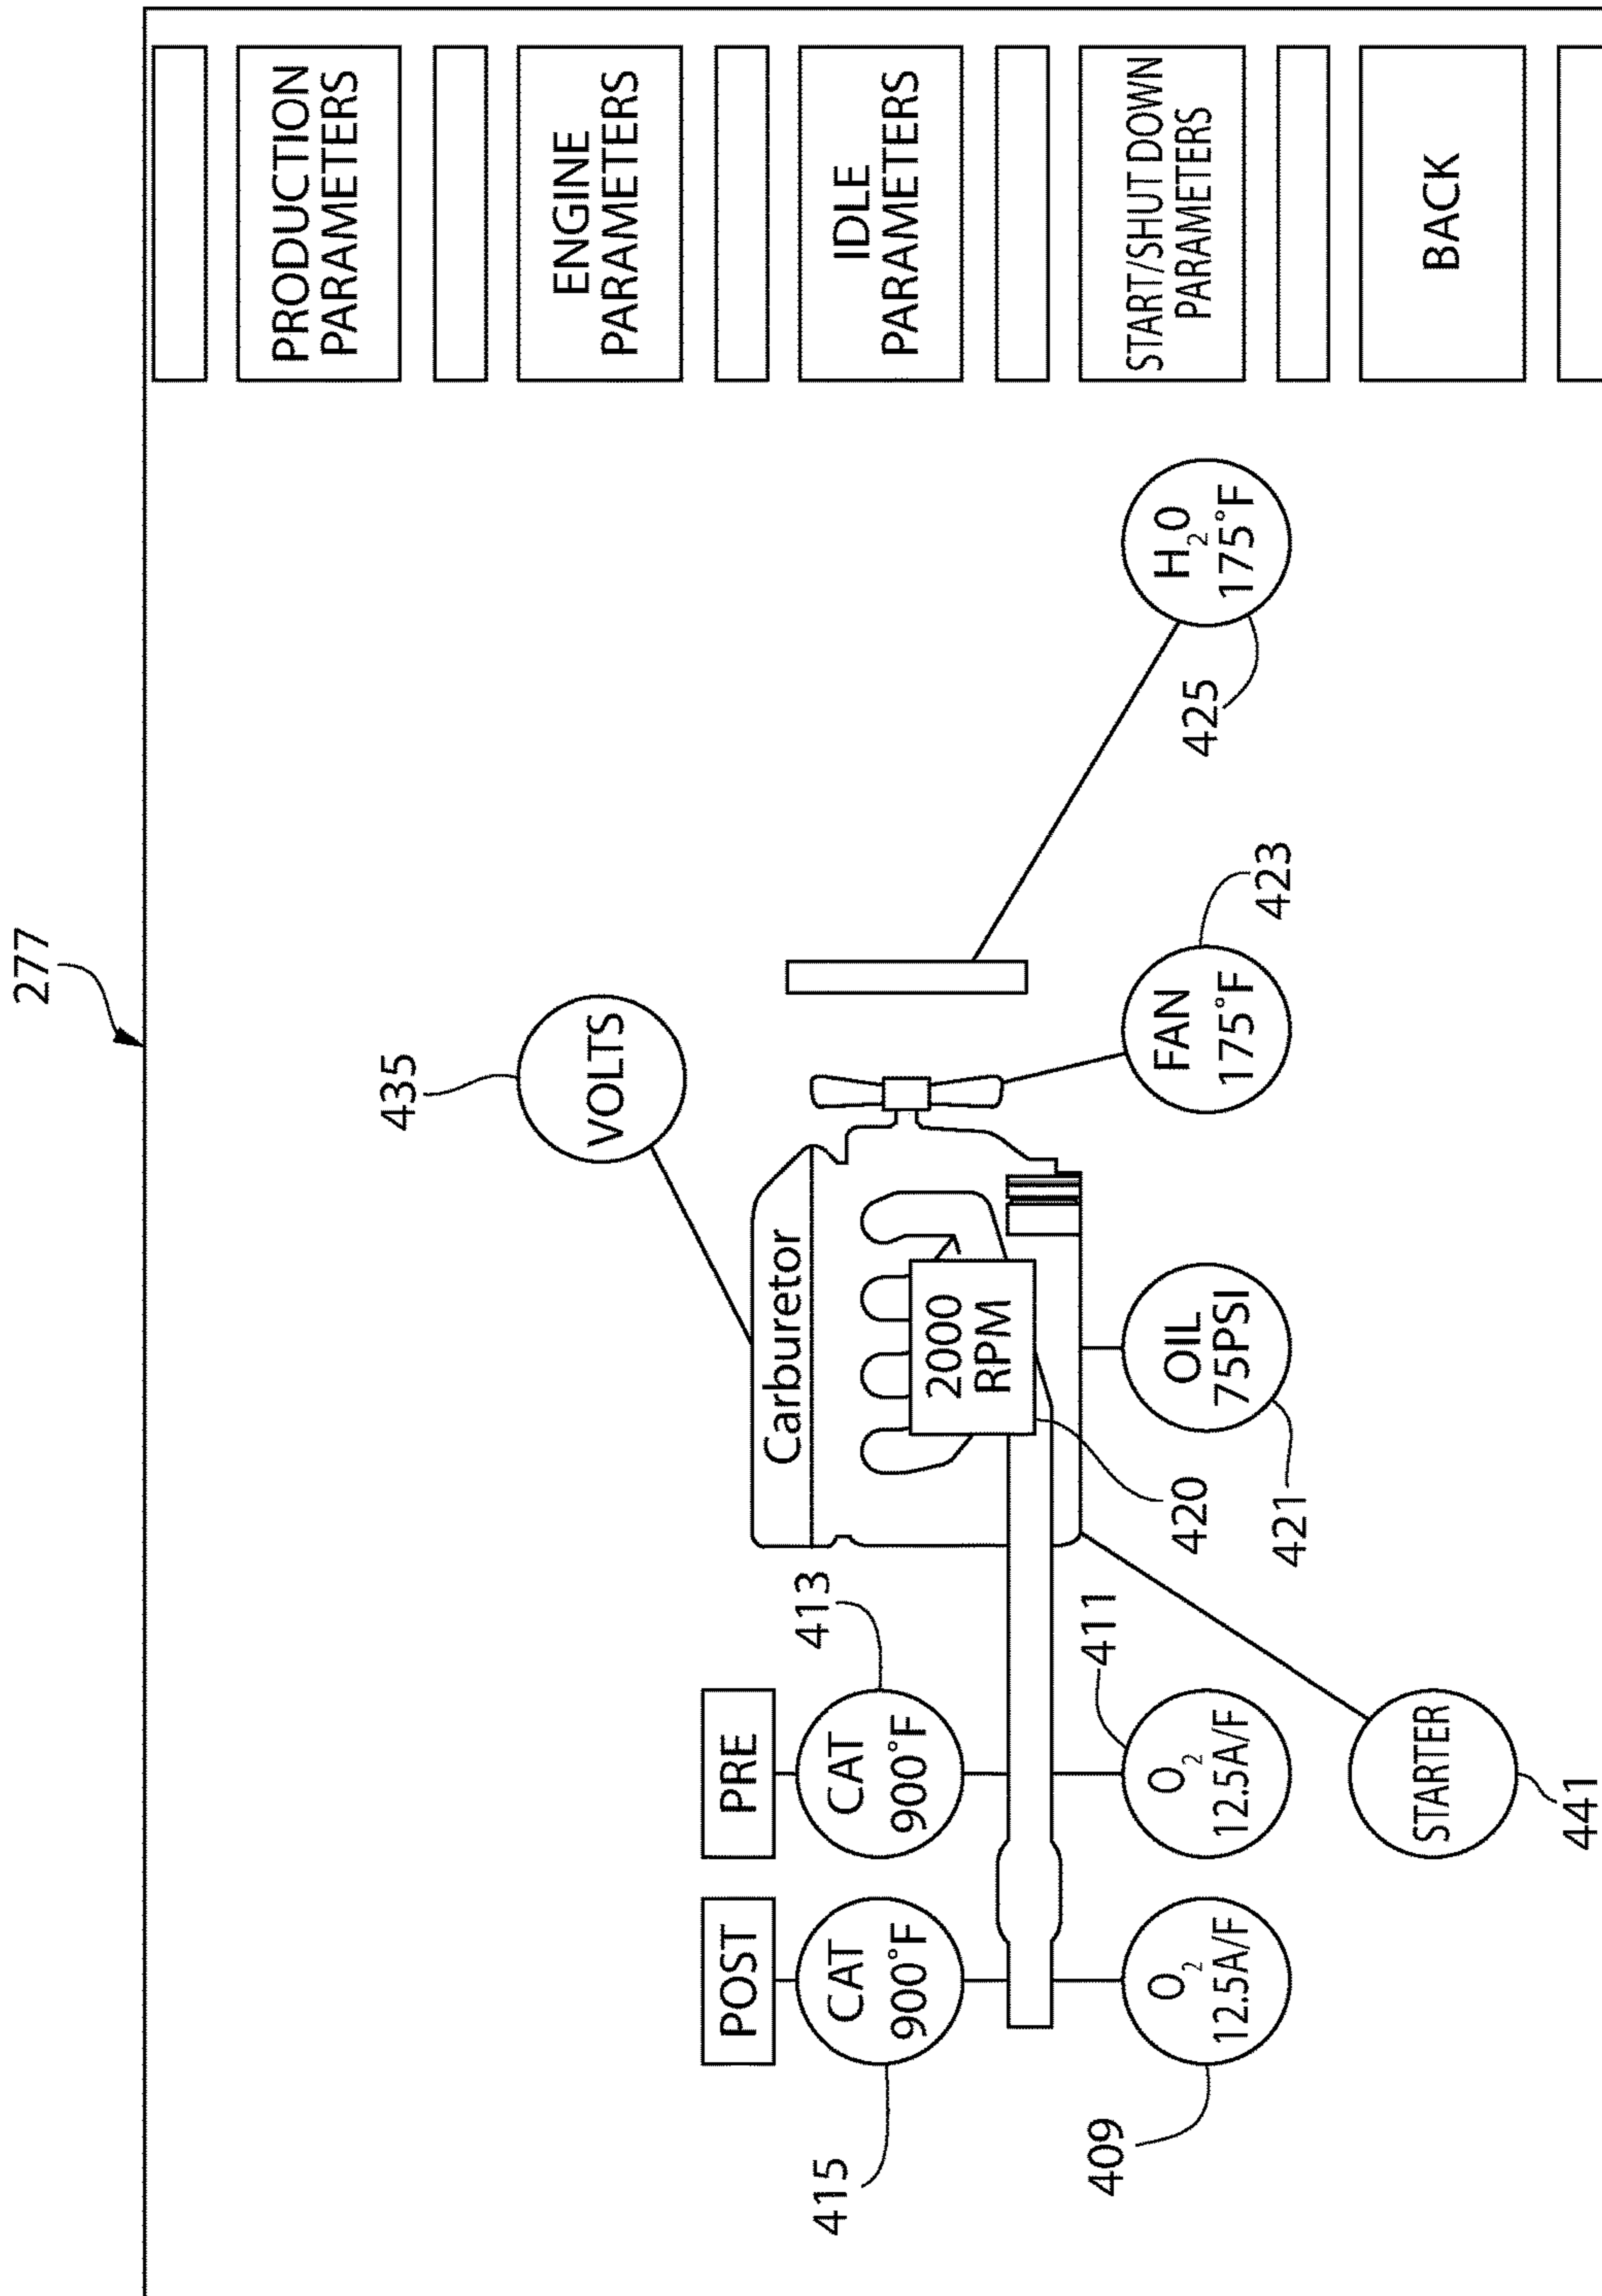 277
PRODUCTION
PARAMETERS
ENGINE
PARAMETERS
IDLE
PARAMETERS
START/SHUT DOWN
PARAMETERS
BACK
435
VOLTS
Carburetor
2000
RPM
420
POST
PRE
CAT
900°F
415
CAT
900°F
413
O2
12.5A/F
409
O2
12.5A/F
411
STARTER
441
OIL
75PSI
421
FAN
175°F
423
H2O
175°F
425